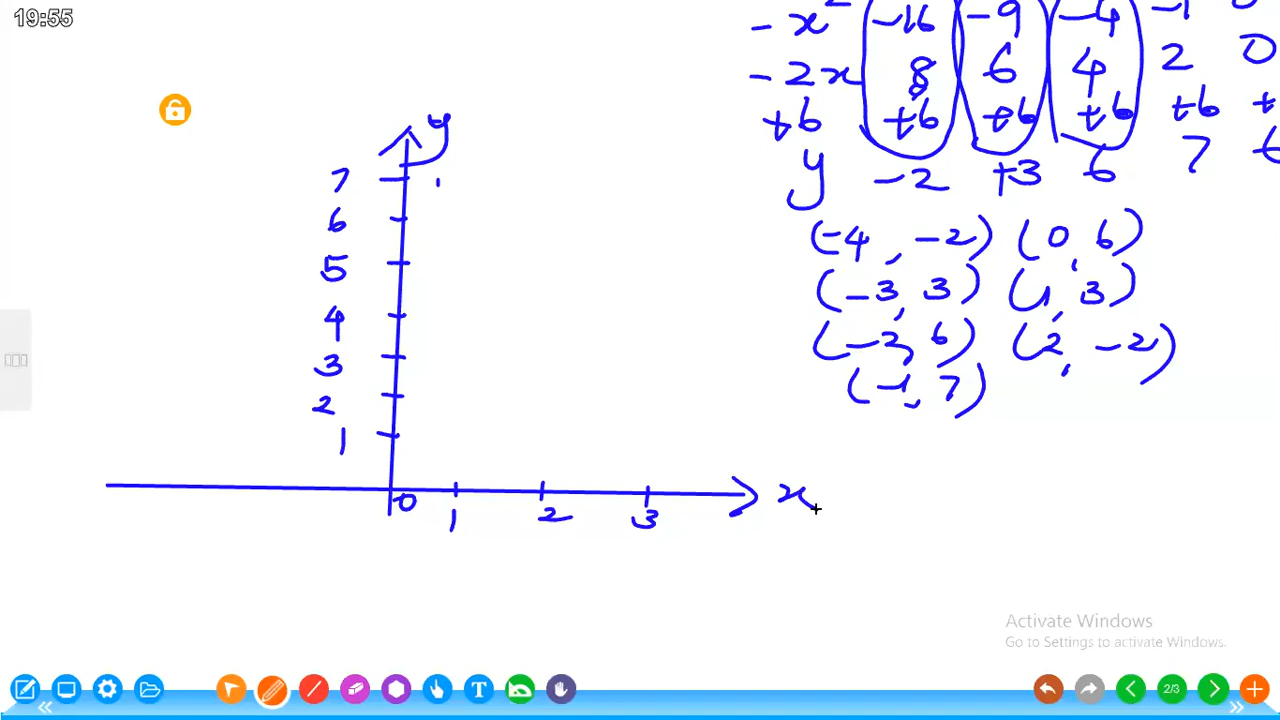 19:55
-x² -16 -9 -4 -1 0
-2x 8 6 4 2 0
+6 +6 +6 +6 +6 +
y -2 +3 6 7 6
(-4, -2) (0, 6)
(-3, 3) (1, 3)
(-2, 6) (2, -2)
(-1, 7)
y
7
6
5
4
3
2
1
0 1 2 3 x
Activate Windows
Go to Settings to activate Windows.
T 2/3